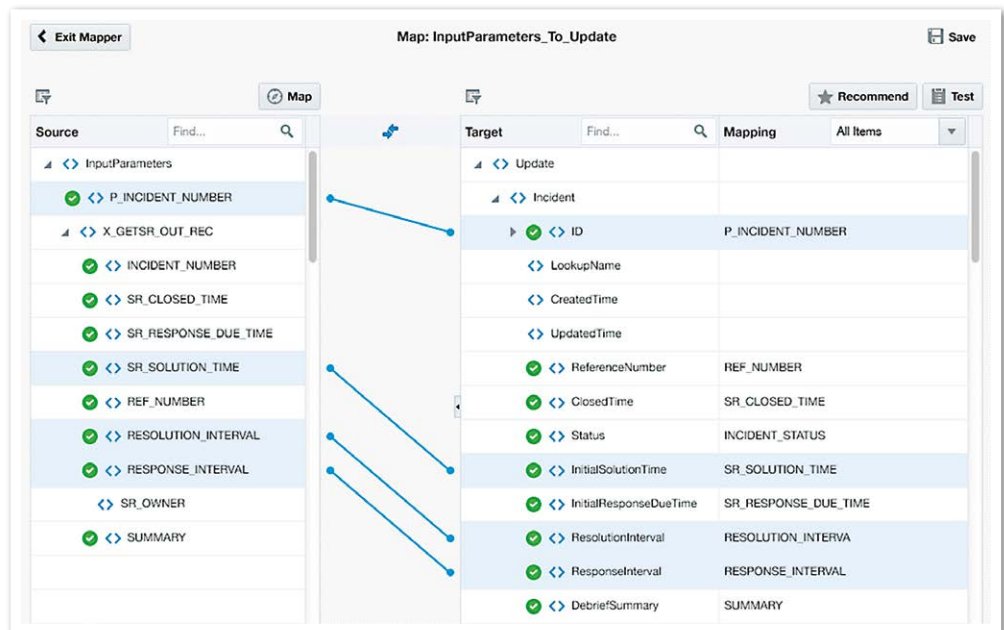 Exit Mapper Map: InputParameters_To_Update Save
Map Recommend Test
Source Find... Target Find... Mapping All Items
InputParameters Update
P_INCIDENT_NUMBER Incident
X_GETSR_OUT_REC ID P_INCIDENT_NUMBER
INCIDENT_NUMBER LookupName
SR_CLOSED_TIME CreatedTime
SR_RESPONSE_DUE_TIME UpdatedTime
SR_SOLUTION_TIME ReferenceNumber REF_NUMBER
REF_NUMBER ClosedTime SR_CLOSED_TIME
RESOLUTION_INTERVAL Status INCIDENT_STATUS
RESPONSE_INTERVAL InitialSolutionTime SR_SOLUTION_TIME
SR_OWNER InitialResponseDueTime SR_RESPONSE_DUE_TIME
SUMMARY ResolutionInterval RESOLUTION_INTERVA
ResponseInterval RESPONSE_INTERVAL
DebriefSummary SUMMARY